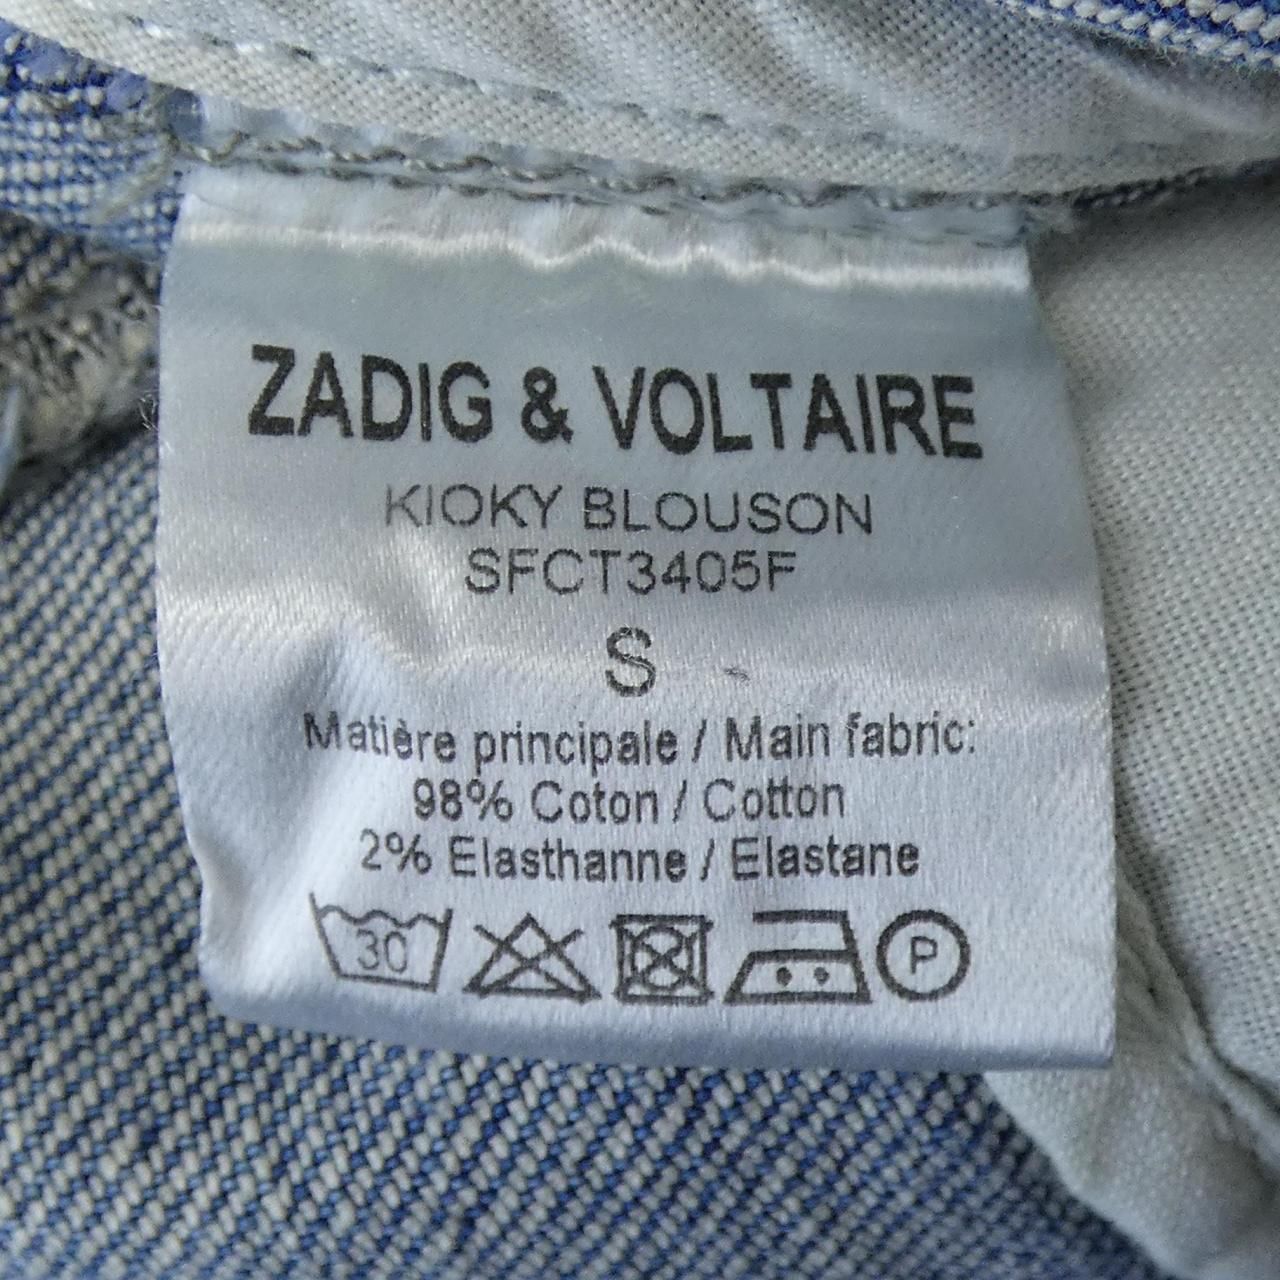 ZADIG & VOLTAIRE
KIOKY BLOUSON
SFCT3405F
S
Matière principale / Main fabric:
98% Coton / Cotton
2% Elasthanne / Elastane
30 P